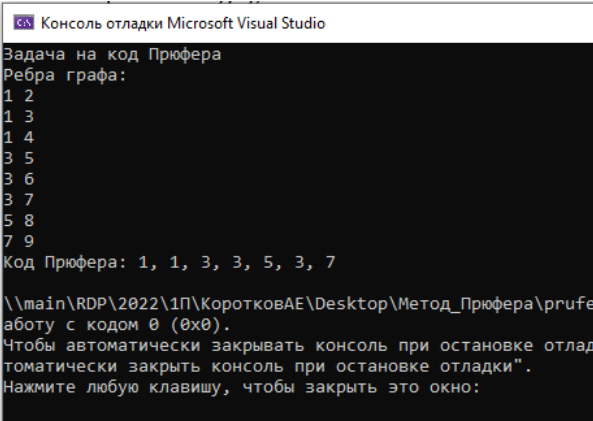 Консоль отладки Microsoft Visual Studio
Задача на код Прюфера
Ребра графа:
1 2
1 3
1 4
3 5
3 6
3 7
5 8
7 9
Код Прюфера: 1, 1, 3, 3, 5, 3, 7
\\main\RDP\2022\1П\КоротковАЕ\Desktop\Метод_Прюфера\prufe
аботу с кодом 0 (0x0).
Чтобы автоматически закрывать консоль при остановке отлад
томатически закрыть консоль при остановке отладки".
Нажмите любую клавишу, чтобы закрыть это окно: